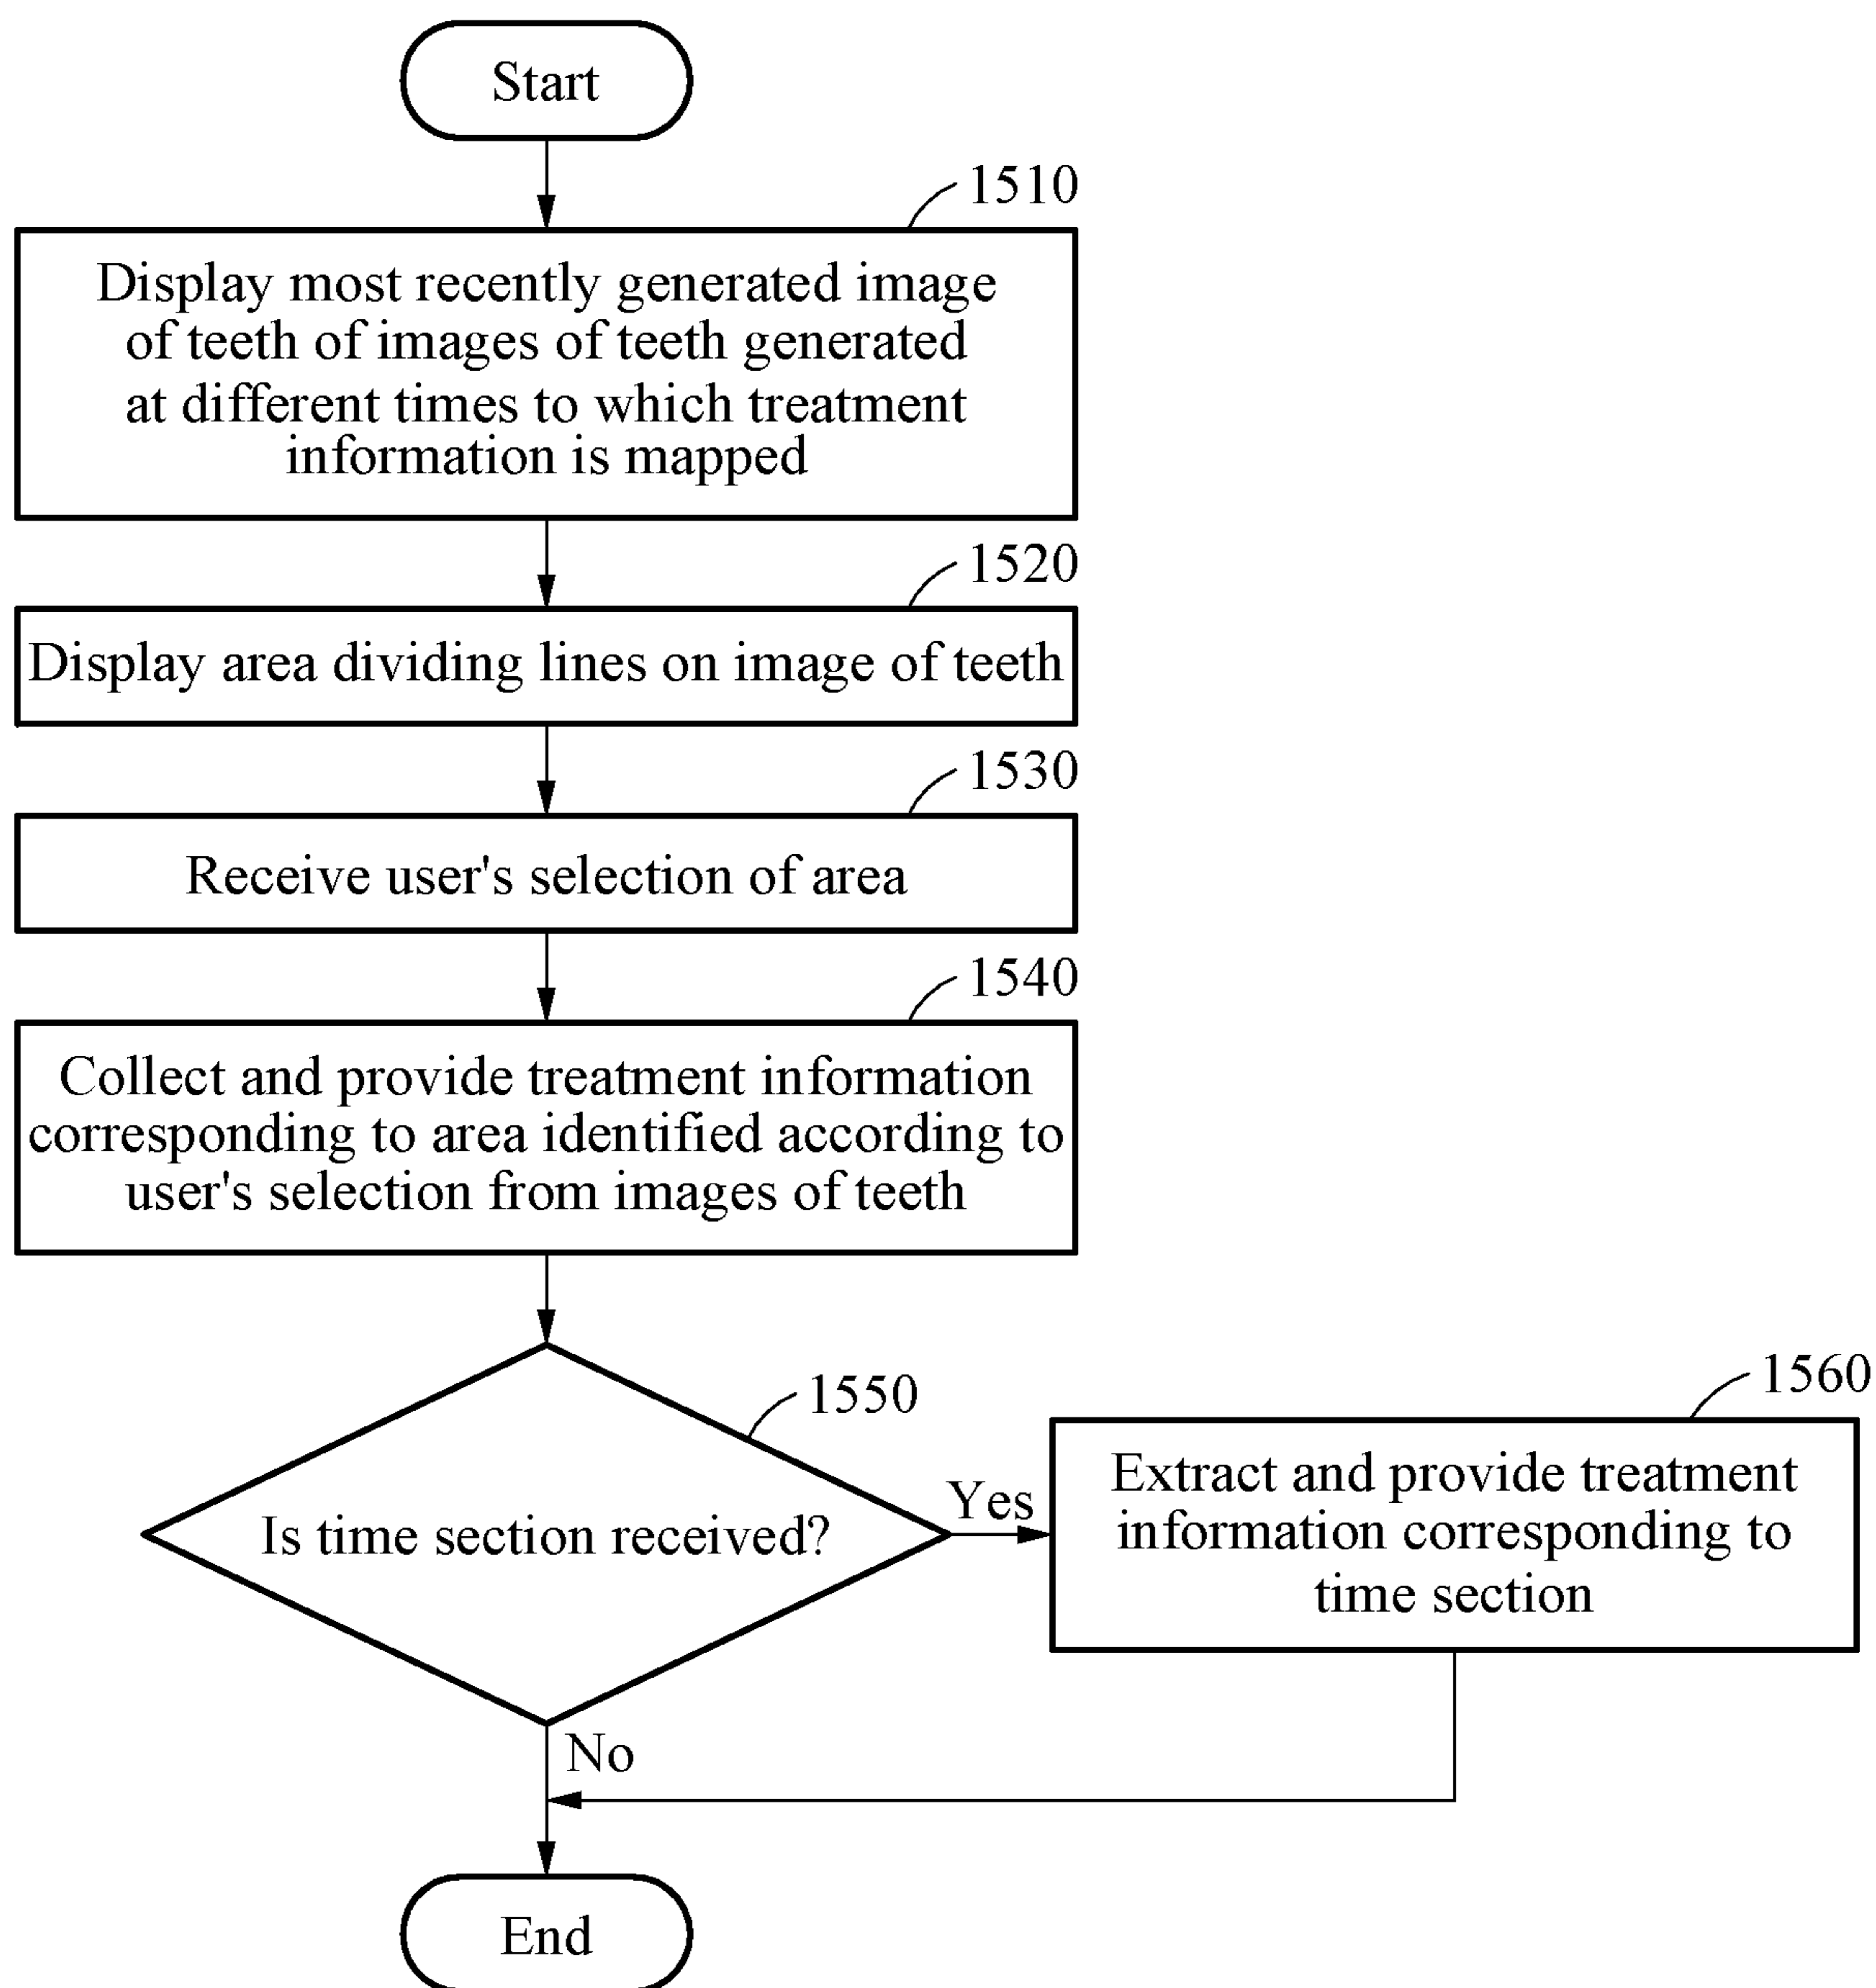 Start
1510
Display most recently generated image
of teeth of images of teeth generated
at different times to which treatment
information is mapped
1520
Display area dividing lines on image of teeth
1530
Receive user's selection of area
1540
Collect and provide treatment information
corresponding to area identified according to
user's selection from images of teeth
1550
Is time section received?
Yes
1560
Extract and provide treatment
information corresponding to
time section
No
End